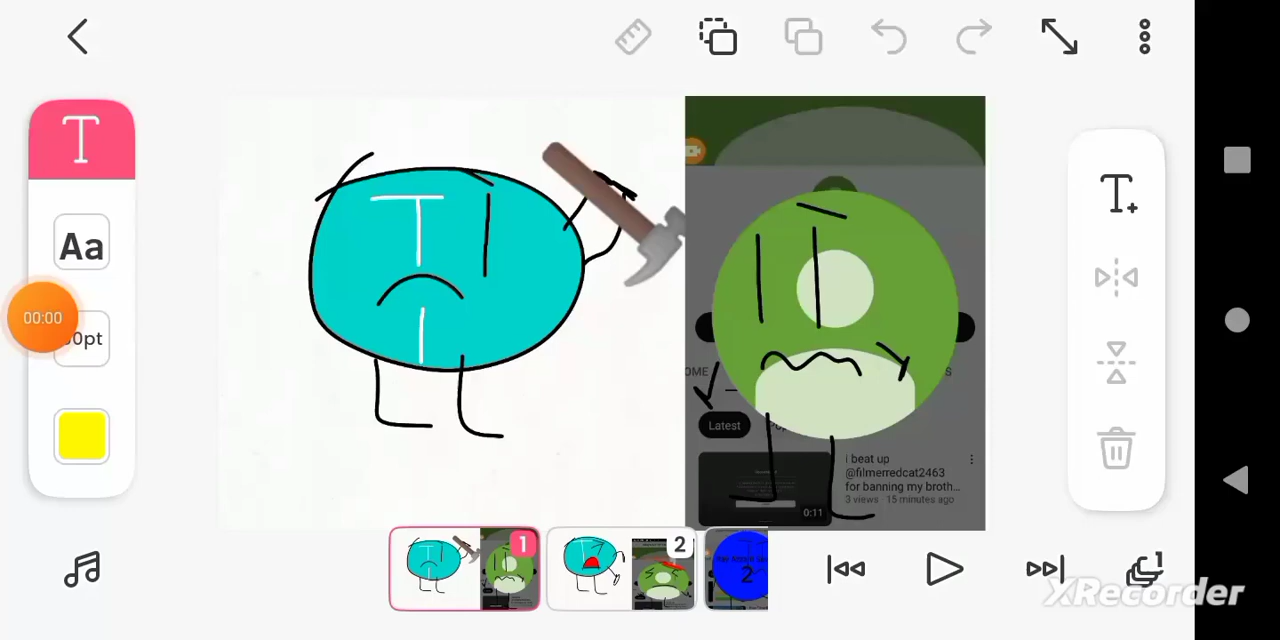 T
Aa
00:00
0pt
T
T+
OME
S
Latest
i beat up
@filmerredcat2463
for banning my broth...
3 views · 15 minutes ago
0:11
1
2
2
1
XRecorder